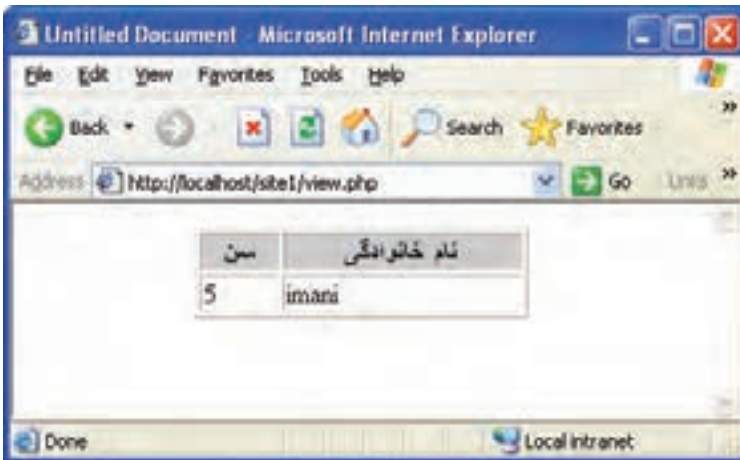 Untitled Document - Microsoft Internet Explorer
File Edit View Favorites Tools Help
Back Search Favorites
Address http://localhost/site1/view.php Go Links
نام خانوادگی سن
imani 5
Done Local intranet